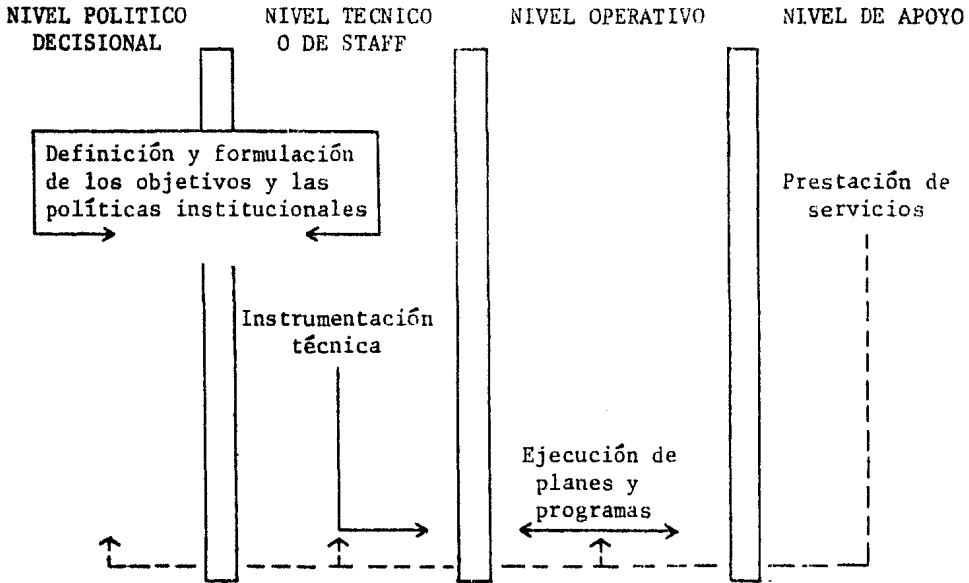 NIVEL POLITICO
DECISIONAL
NIVEL TECNICO
O DE STAFF
NIVEL OPERATIVO
NIVEL DE APOYO
Definición y formulación
de los objetivos y las
políticas institucionales
Prestación de
servicios
Instrumentación
técnica
Ejecución de
planes y
programas